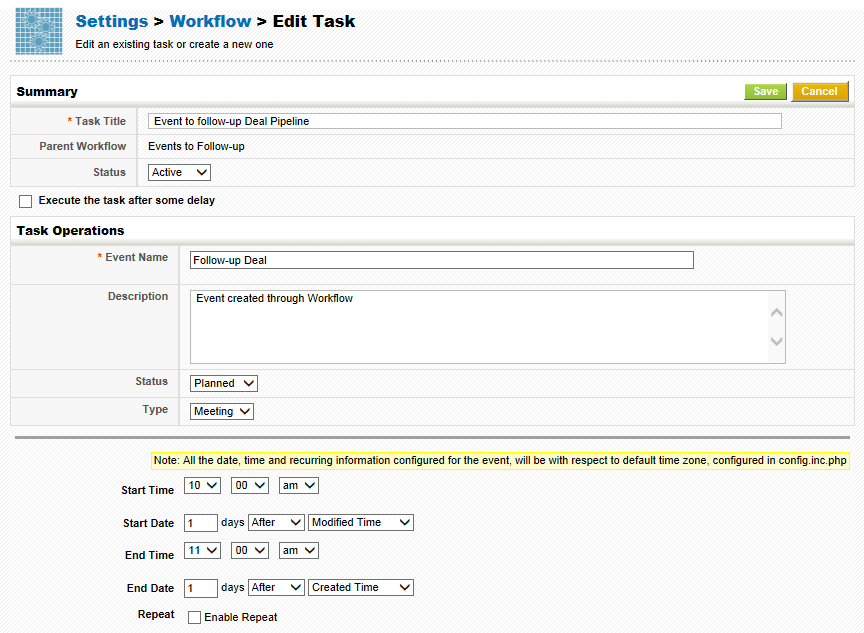 Settings > Workflow > Edit Task
Edit an existing task or create a new one
Summary Save Cancel
* Task Title Event to follow-up Deal Pipeline
Parent Workflow Events to Follow-up
Status Active
Execute the task after some delay
Task Operations
* Event Name Follow-up Deal
Description Event created through Workflow
Status Planned
Type Meeting
Note: All the date, time and recurring information configured for the event, will be with respect to default time zone, configured in config.inc.php
Start Time 10 00 am
Start Date 1 days After Modified Time
End Time 11 00 am
End Date 1 days After Created Time
Repeat Enable Repeat